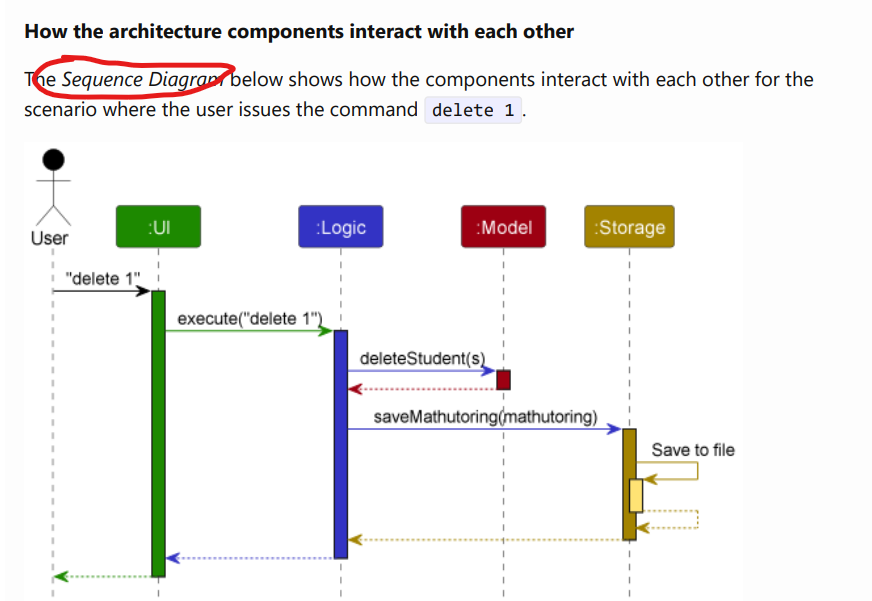 How the architecture components interact with each other
The Sequence Diagram below shows how the components interact with each other for the
scenario where the user issues the command delete 1.
User
:UI
:Logic
:Model
:Storage
"delete 1"
execute("delete 1")
deleteStudent(s)
saveMathutoring(mathutoring)
Save to file